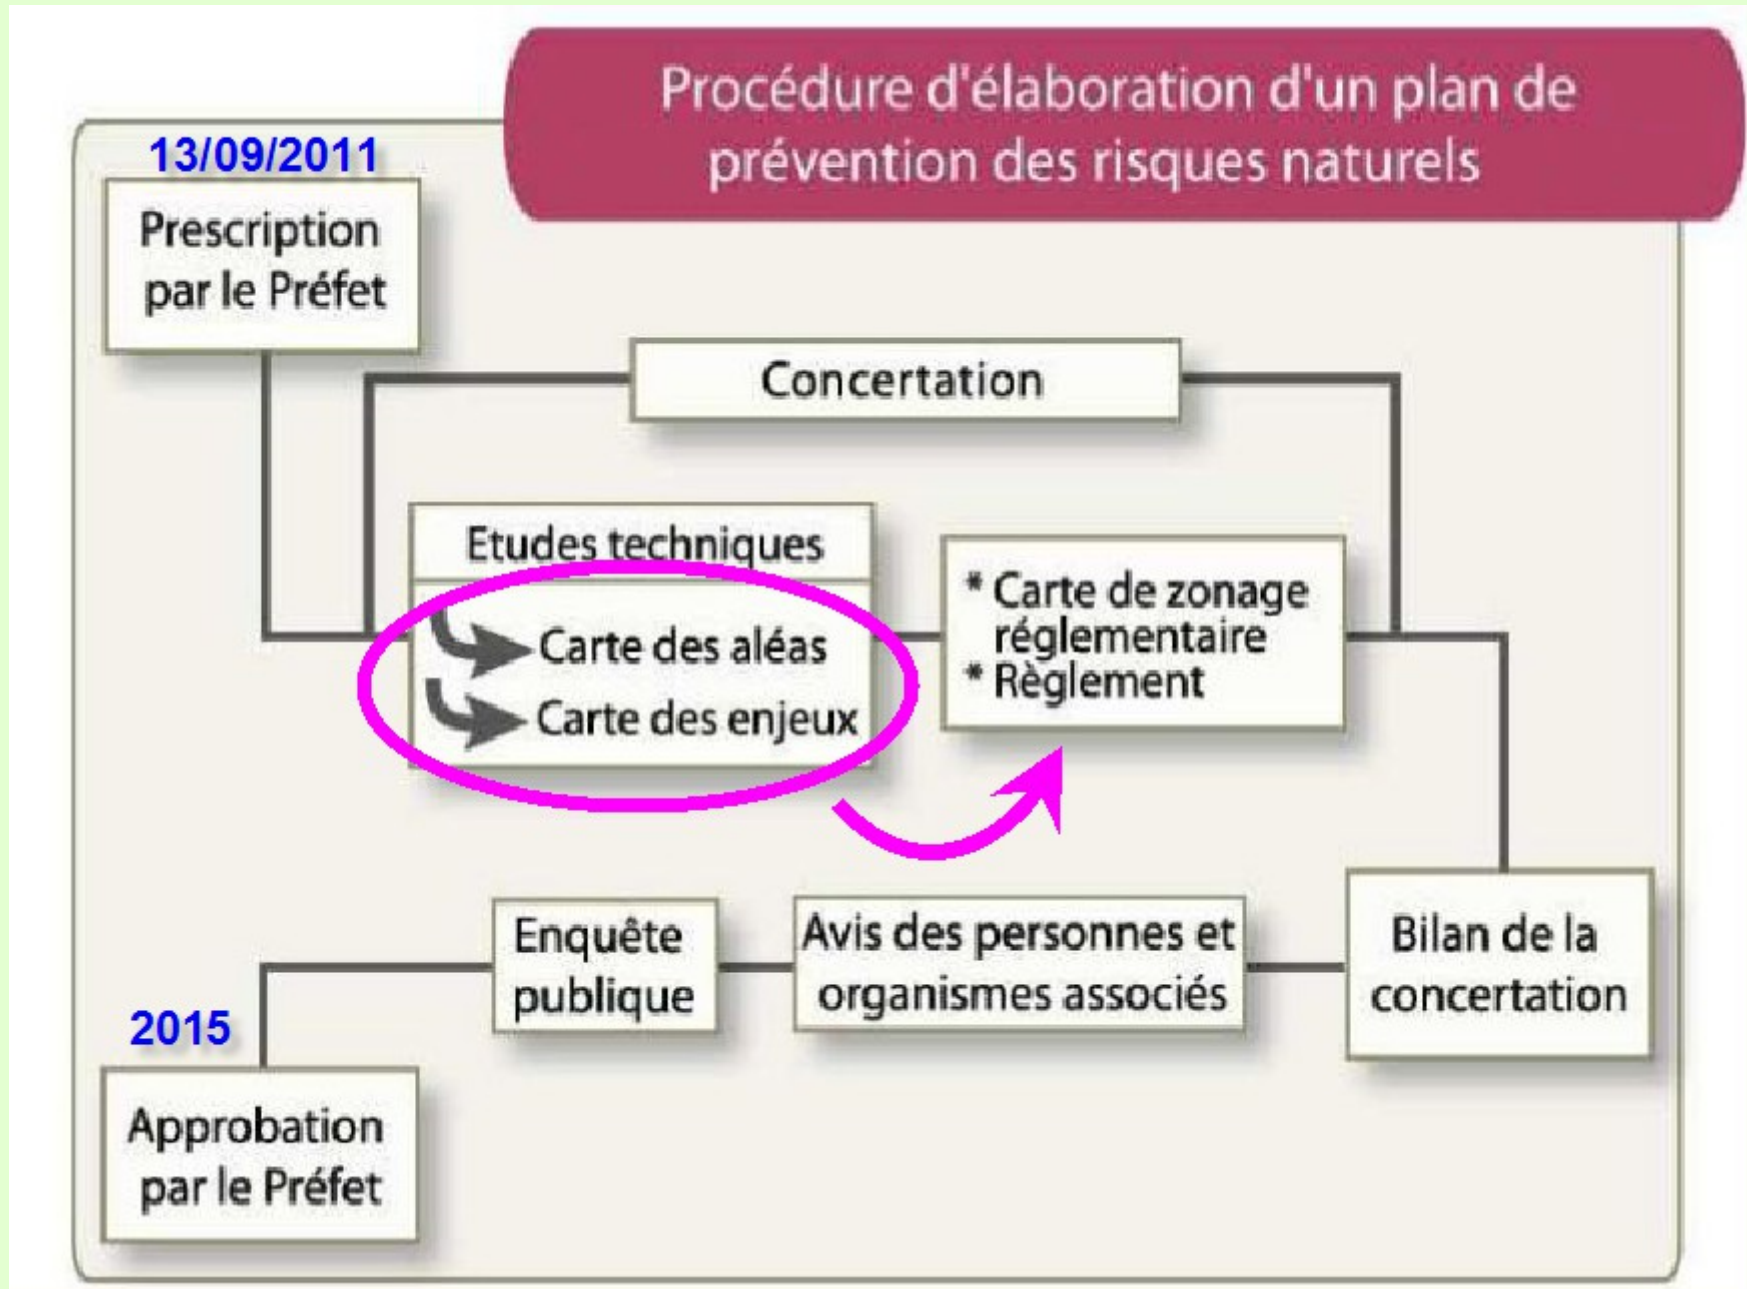 Procédure d'élaboration d'un plan de
prévention des risques naturels
13/09/2011
Prescription
par le Préfet
Concertation
Etudes techniques
Carte des aléas
Carte des enjeux
* Carte de zonage
réglementaire
* Règlement
Bilan de la
concertation
Avis des personnes et
organismes associés
Enquête
publique
2015
Approbation
par le Préfet